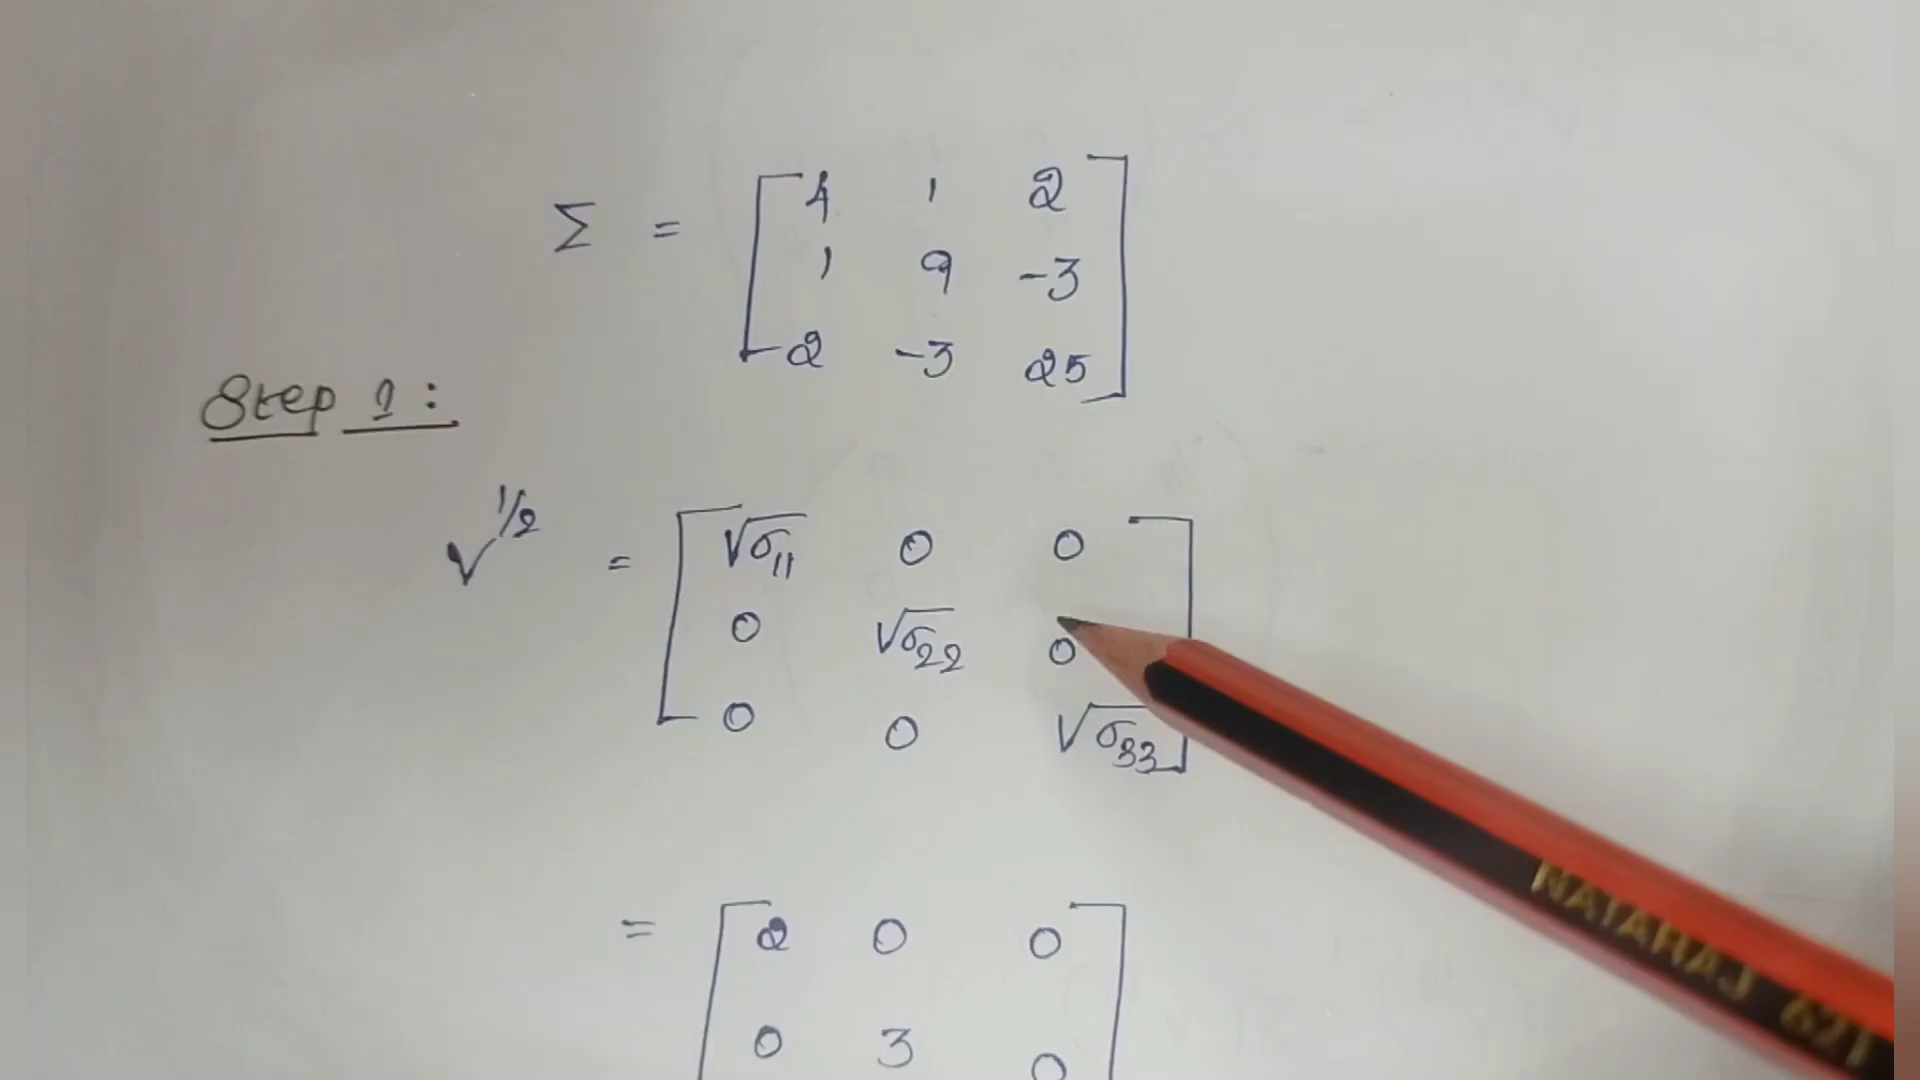 Σ = [4 1 2
1 9 -3
2 -3 25]
Step 1:
V^1/2 = [√σ11 0 0
0 √σ22 0
0 0 √σ33]
= [2 0 0
0 3 0
NATARAJ 621